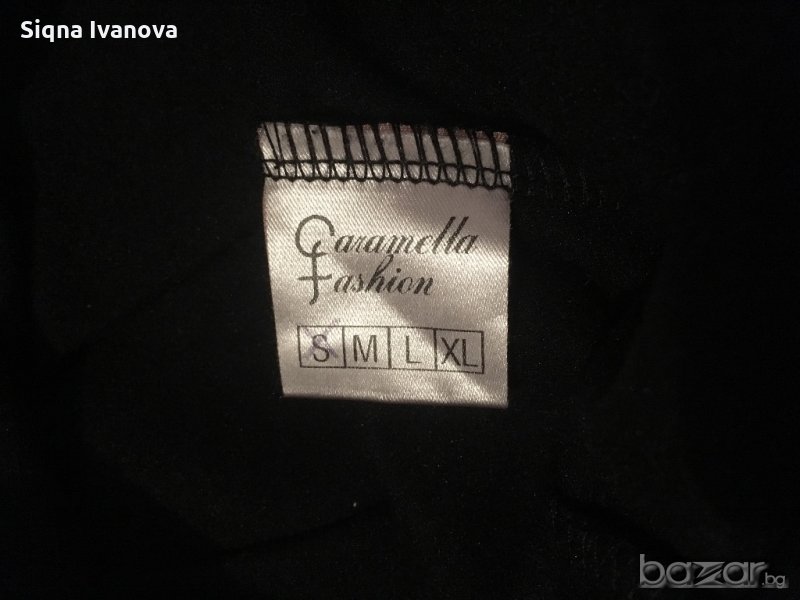 Siqna Ivanova
Caramella
Fashion
S M L XL
bazar.bg